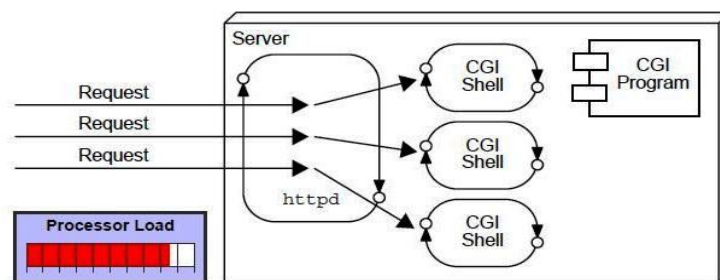 Server
CGI
Shell
CGI
Program
Request
Request
Request
CGI
Shell
httpd
CGI
Shell
Processor Load